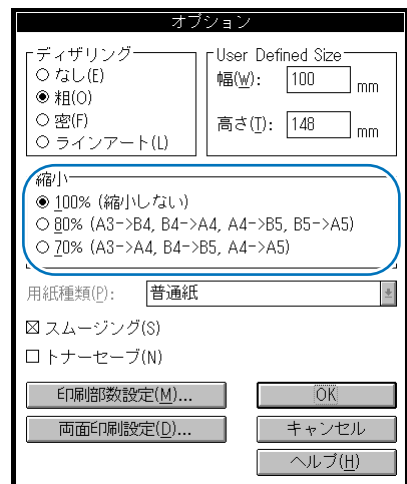 オプション
ディザリング
○ なし(E)
◉ 粗(O)
○ 密(F)
○ ラインアート(L)
User Defined Size
幅(W): 100 mm
高さ(T): 148 mm
縮小
◉ 100% (縮小しない)
○ 80% (A3->B4, B4->A4, A4->B5, B5->A5)
○ 70% (A3->A4, B4->B5, A4->A5)
用紙種類(P): 普通紙
☒ スムージング(S)
☐ トナーセーブ(N)
印刷部数設定(M)...
OK
両面印刷設定(D)...
キャンセル
ヘルプ(H)